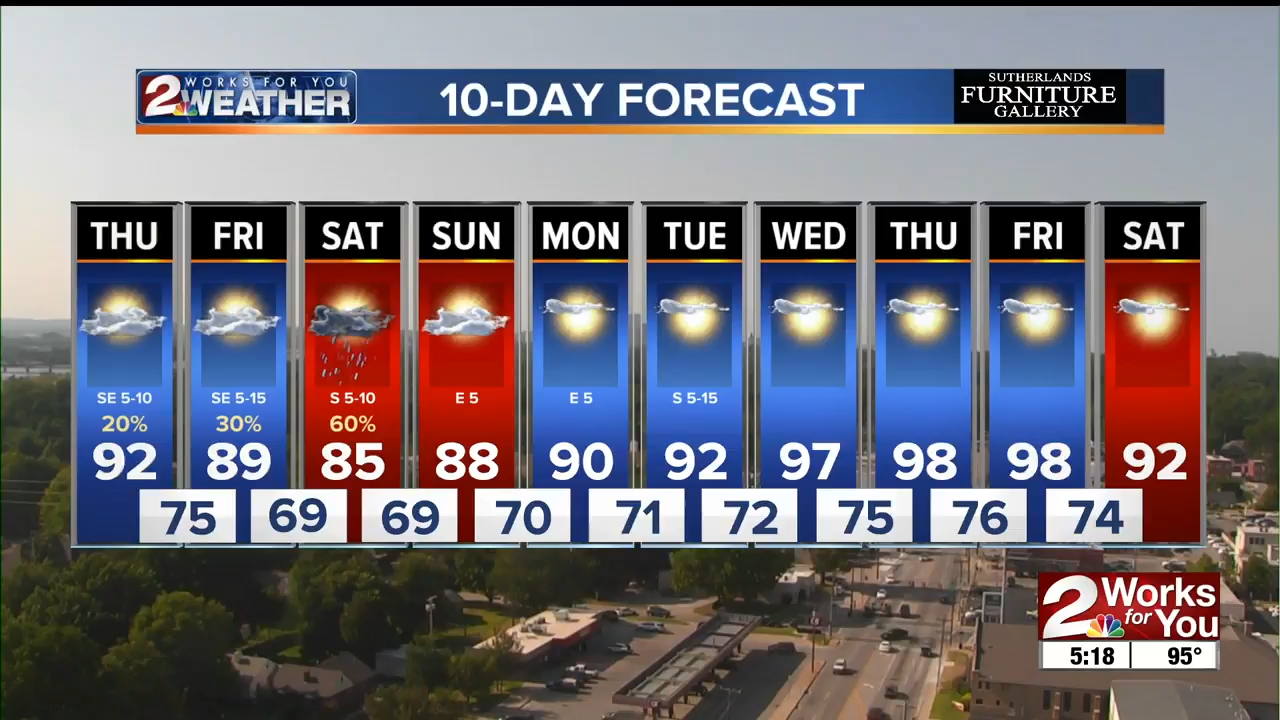 2 WORKS FOR YOU
WEATHER
10-DAY FORECAST
SUTHERLANDS
FURNITURE
GALLERY
THU FRI SAT SUN MON TUE WED THU FRI SAT
SE 5-10 SE 5-15 S 5-10 E 5 E 5 S 5-15
20% 30% 60%
92 89 85 88 90 92 97 98 98 92
75 69 69 70 71 72 75 76 74
2 Works
for You
5:18 95°